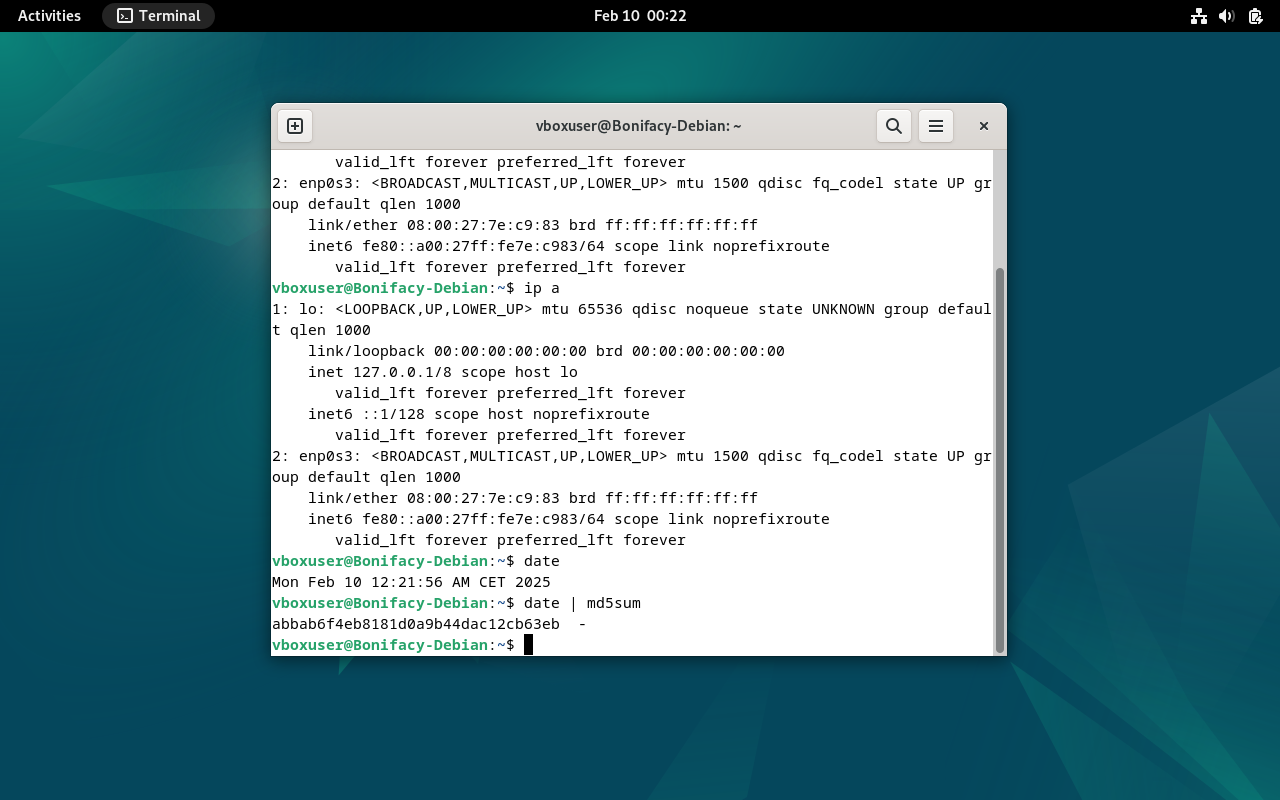 Activities
Terminal
Feb 10  00:22
vboxuser@Bonifacy-Debian: ~
       valid_lft forever preferred_lft forever
2: enp0s3: <BROADCAST,MULTICAST,UP,LOWER_UP> mtu 1500 qdisc fq_codel state UP gr
oup default qlen 1000
    link/ether 08:00:27:7e:c9:83 brd ff:ff:ff:ff:ff:ff
    inet6 fe80::a00:27ff:fe7e:c983/64 scope link noprefixroute
       valid_lft forever preferred_lft forever
vboxuser@Bonifacy-Debian:~$ ip a
1: lo: <LOOPBACK,UP,LOWER_UP> mtu 65536 qdisc noqueue state UNKNOWN group defaul
t qlen 1000
    link/loopback 00:00:00:00:00:00 brd 00:00:00:00:00:00
    inet 127.0.0.1/8 scope host lo
       valid_lft forever preferred_lft forever
    inet6 ::1/128 scope host noprefixroute
       valid_lft forever preferred_lft forever
2: enp0s3: <BROADCAST,MULTICAST,UP,LOWER_UP> mtu 1500 qdisc fq_codel state UP gr
oup default qlen 1000
    link/ether 08:00:27:7e:c9:83 brd ff:ff:ff:ff:ff:ff
    inet6 fe80::a00:27ff:fe7e:c983/64 scope link noprefixroute
       valid_lft forever preferred_lft forever
vboxuser@Bonifacy-Debian:~$ date
Mon Feb 10 12:21:56 AM CET 2025
vboxuser@Bonifacy-Debian:~$ date | md5sum
abbab6f4eb8181d0a9b44dac12cb63eb  -
vboxuser@Bonifacy-Debian:~$